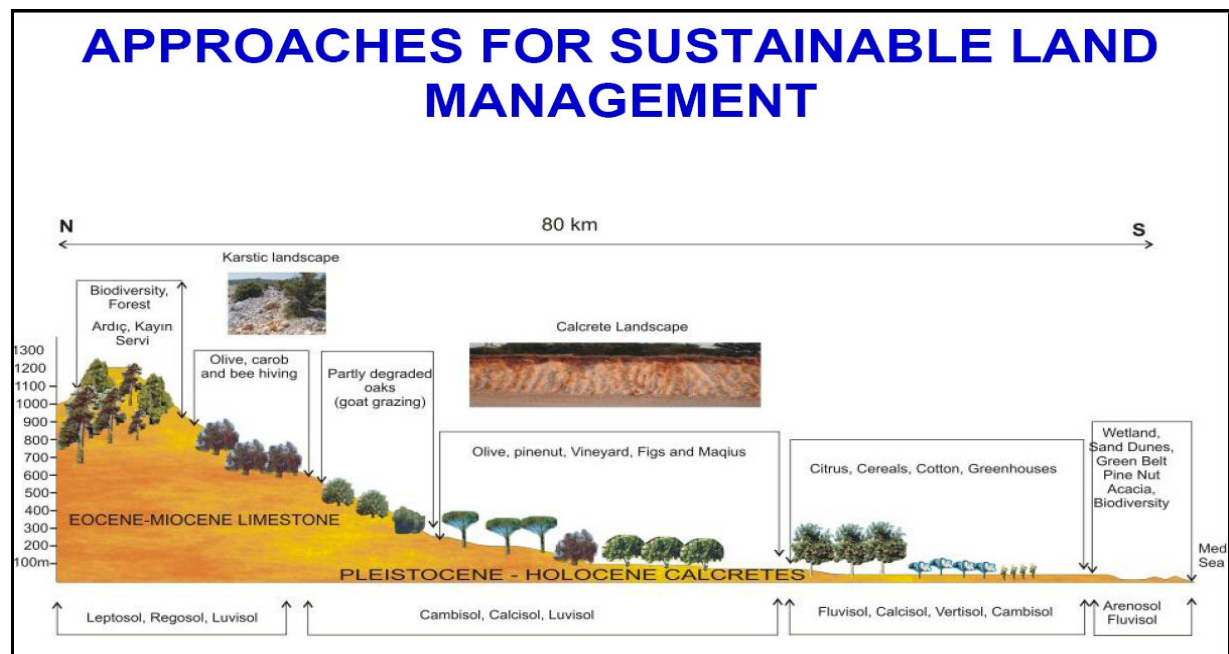 APPROACHES FOR SUSTAINABLE LAND
MANAGEMENT
N
80 km
S
Karstic landscape
Biodiversity,
Forest
Ardıç, Kayın
Servi
Calcrete Landscape
Olive, carob
and bee hiving
Partly degraded
oaks
(goat grazing)
Olive, pinenut, Vineyard, Figs and Maqius
Citrus, Cereals, Cotton, Greenhouses
Wetland,
Sand Dunes,
Green Belt
Pine Nut
Acacia,
Biodiversity
1300
1200
1100
1000
900
800
700
600
500
400
300
200
100m
EOCENE-MIOCENE LIMESTONE
PLEISTOCENE - HOLOCENE CALCRETES
Med
Sea
Leptosol, Regosol, Luvisol
Cambisol, Calcisol, Luvisol
Fluvisol, Calcisol, Vertisol, Cambisol
Arenosol
Fluvisol